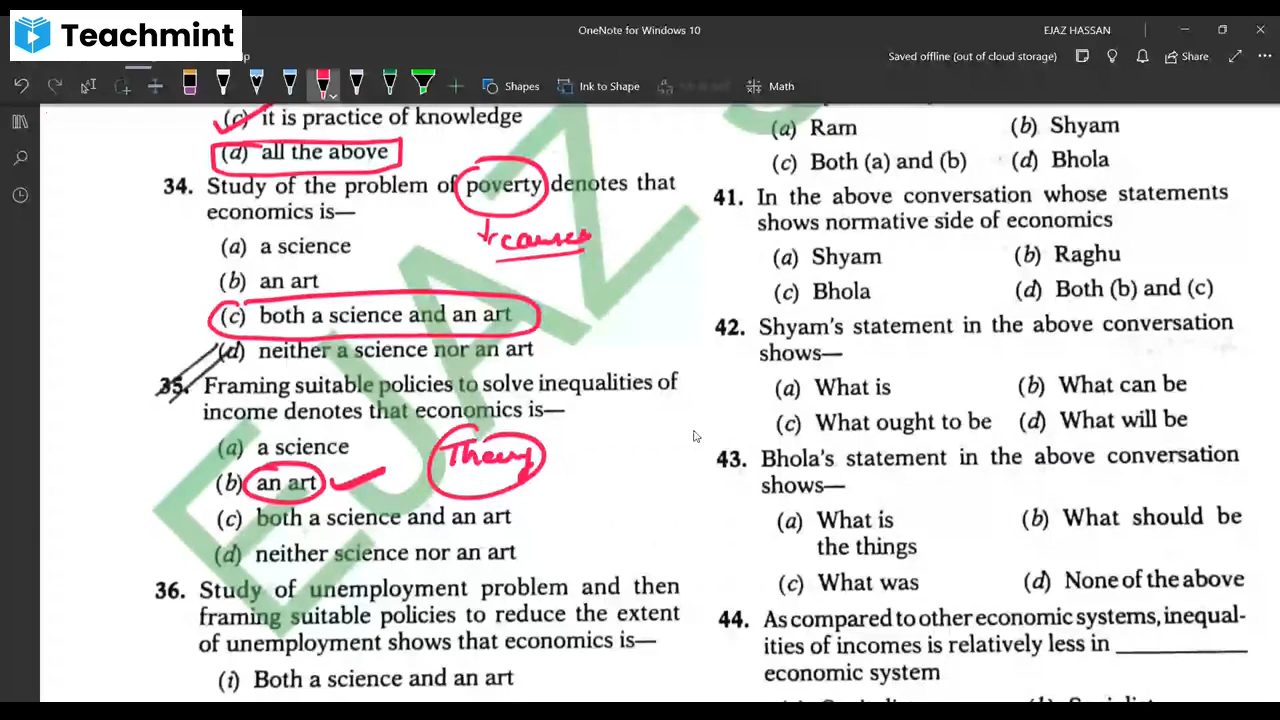 Teachmint
OneNote for Windows 10
EJAZ HASSAN
Saved offline (out of cloud storage)
Share
Shapes
Ink to Shape
Math
(c) it is practice of knowledge
(d) all the above
34. Study of the problem of poverty denotes that
economics is—
causes
(a) a science
(b) an art
(c) both a science and an art
(d) neither a science nor an art
35. Framing suitable policies to solve inequalities of
income denotes that economics is—
(a) a science
Theory
(b) an art
(c) both a science and an art
(d) neither science nor an art
36. Study of unemployment problem and then
framing suitable policies to reduce the extent
of unemployment shows that economics is—
(i) Both a science and an art
(a) Ram (b) Shyam
(c) Both (a) and (b) (d) Bhola
41. In the above conversation whose statements
shows normative side of economics
(a) Shyam (b) Raghu
(c) Bhola (d) Both (b) and (c)
42. Shyam's statement in the above conversation
shows—
(a) What is (b) What can be
(c) What ought to be (d) What will be
43. Bhola's statement in the above conversation
shows—
(a) What is (b) What should be
the things
(c) What was (d) None of the above
44. As compared to other economic systems, inequal-
ities of incomes is relatively less in ________
economic system
EJAZ